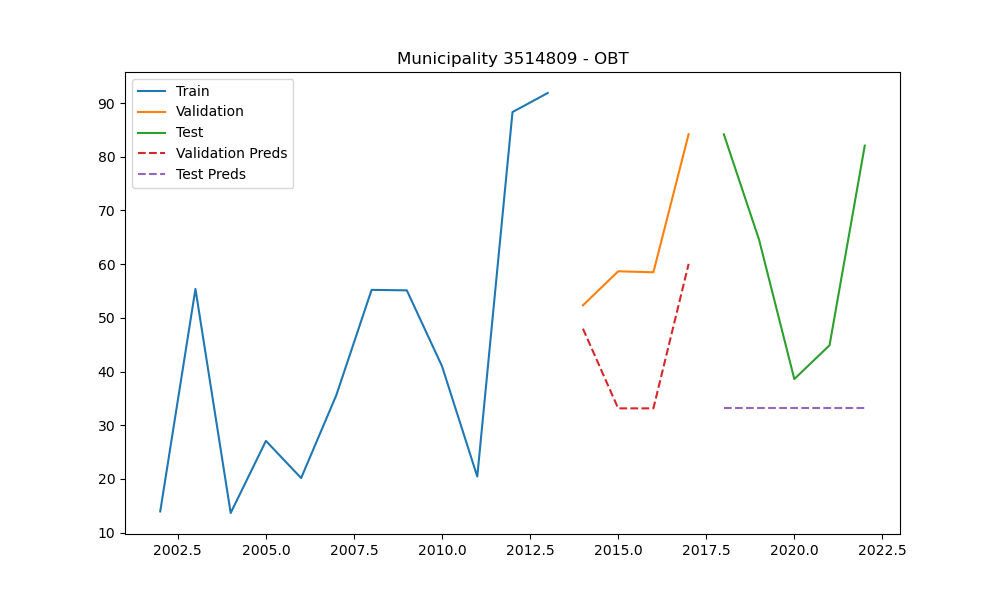 Municipality 3514809 - OBT
Train
Validation
Test
Validation Preds
Test Preds
90
80
70
60
50
40
30
20
10
2002.5 2005.0 2007.5 2010.0 2012.5 2015.0 2017.5 2020.0 2022.5